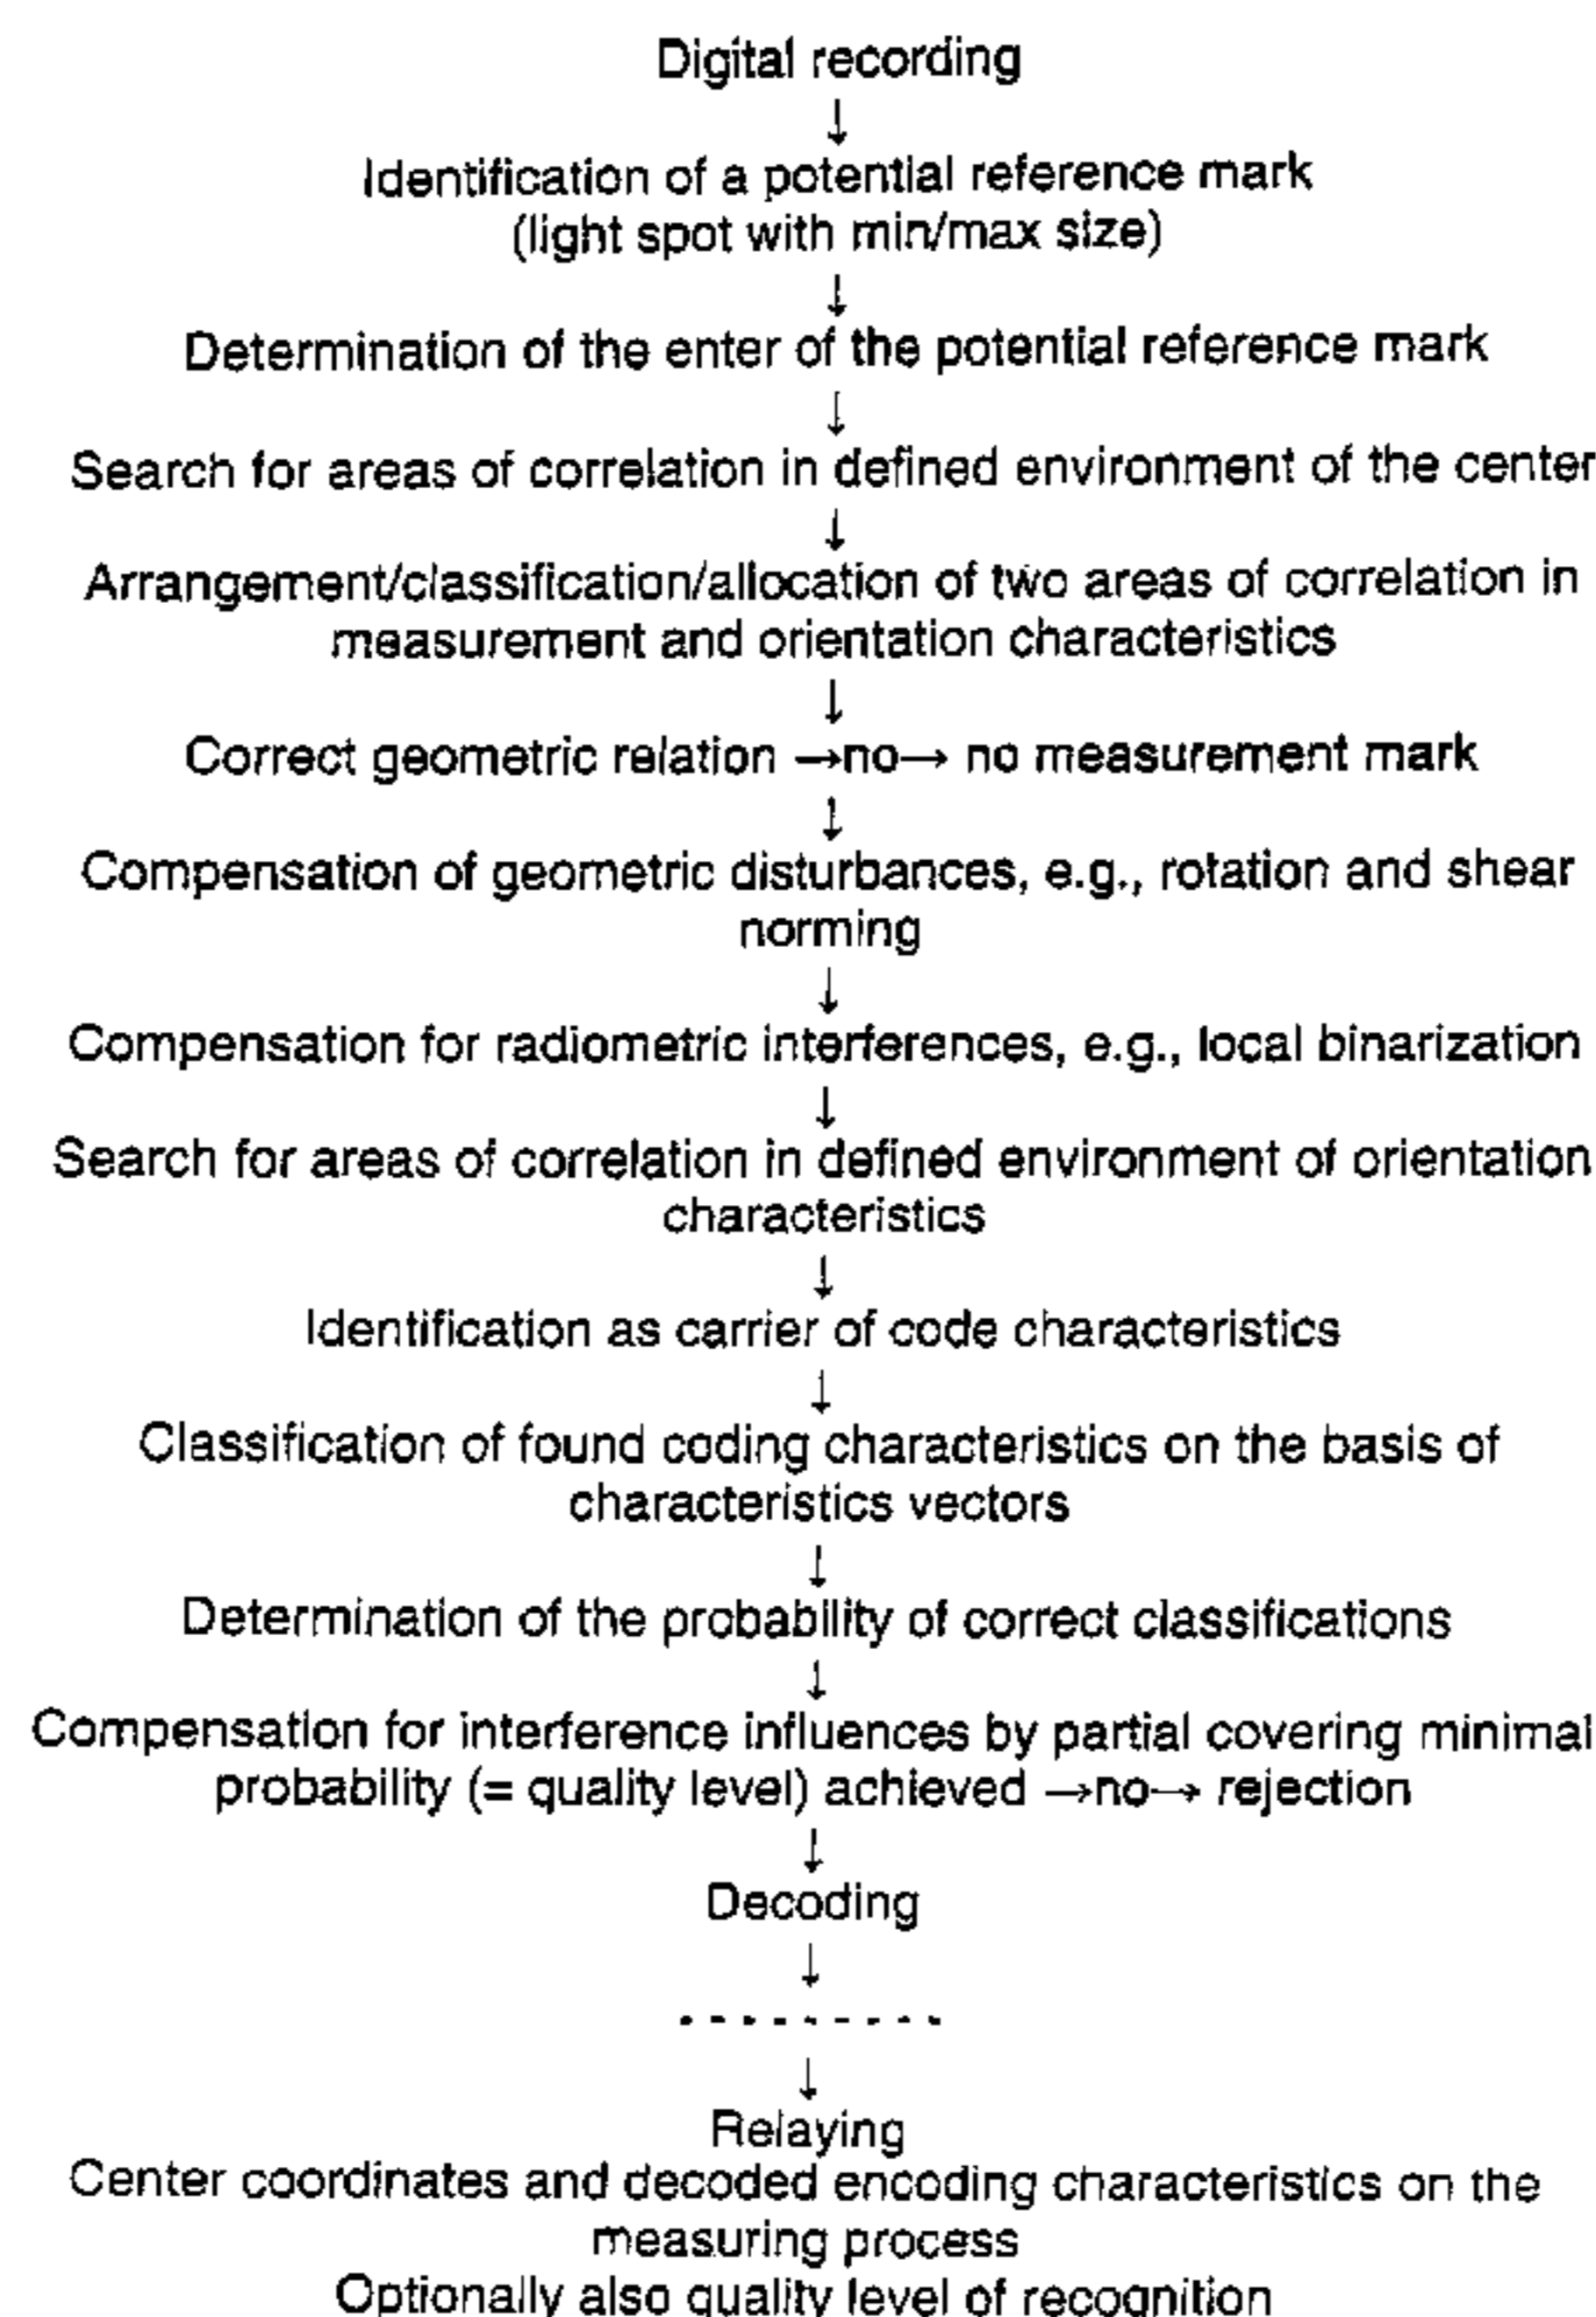 Digital recording
↓
Identification of a potential reference mark
(light spot with min/max size)
↓
Determination of the enter of the potential reference mark
↓
Search for areas of correlation in defined environment of the center
↓
Arrangement/classification/allocation of two areas of correlation in
measurement and orientation characteristics
↓
Correct geometric relation →no→ no measurement mark
↓
Compensation of geometric disturbances, e.g., rotation and shear
norming
↓
Compensation for radiometric interferences, e.g., local binarization
↓
Search for areas of correlation in defined environment of orientation
characteristics
↓
Identification as carrier of code characteristics
↓
Classification of found coding characteristics on the basis of
characteristics vectors
↓
Determination of the probability of correct classifications
↓
Compensation for interference influences by partial covering minimal
probability (= quality level) achieved →no→ rejection
↓
Decoding
↓
- - - - - - - - -
↓
Relaying
Center coordinates and decoded encoding characteristics on the
measuring process
Optionally also quality level of recognition